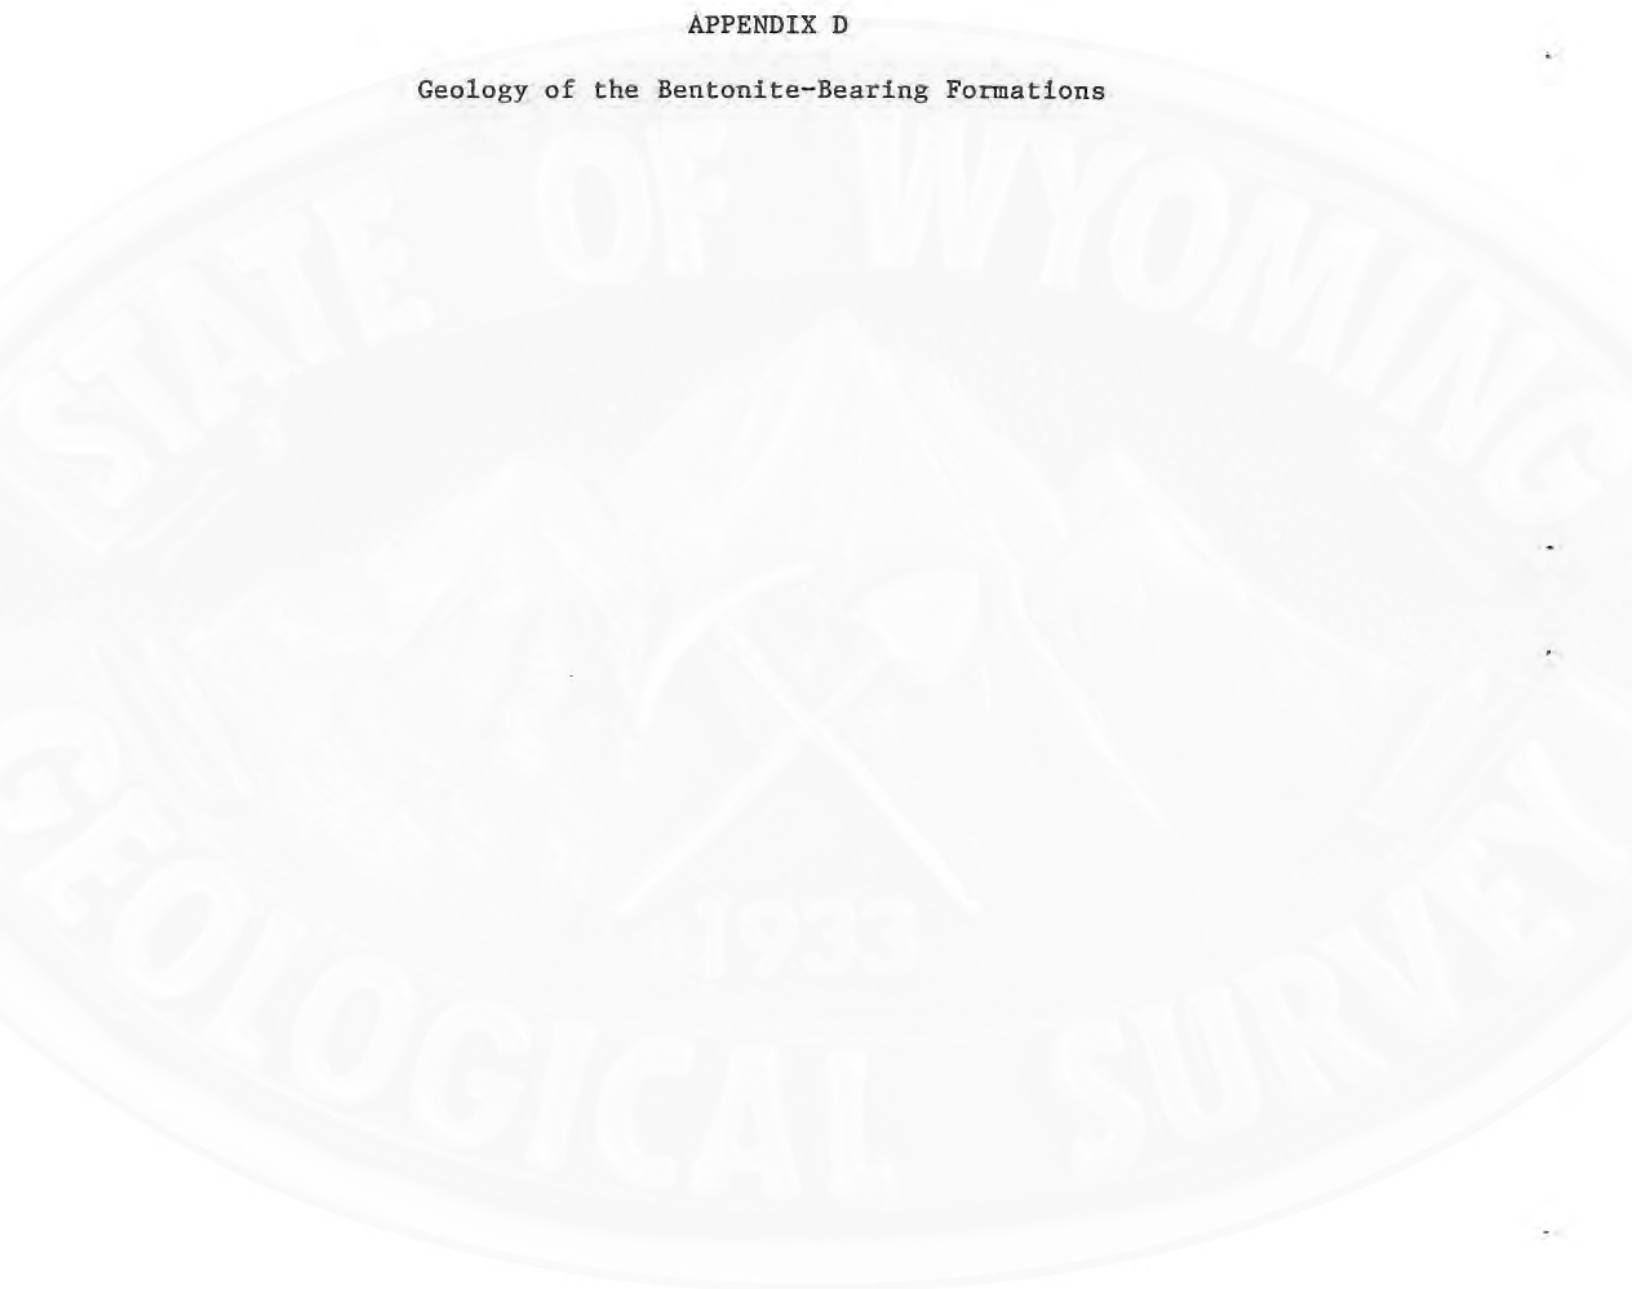 APPENDIX D
Geology of the Bentonite-Bearing Formations
STATE OF WYOMING
1933
GEOLOGICAL SURVEY